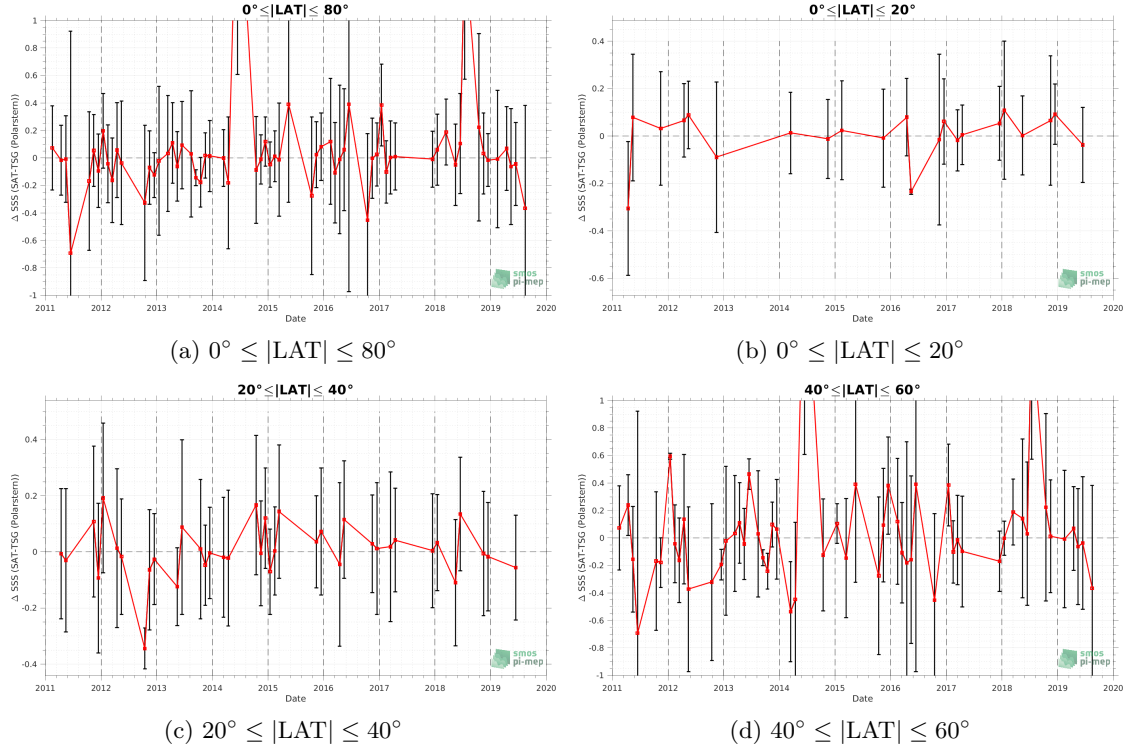 0°≤|LAT|≤ 80°
Δ SSS (SAT-TSG (Polarstern))
1
0.8
0.6
0.4
0.2
0
-0.2
-0.4
-0.6
-0.8
-1
2011 2012 2013 2014 2015 2016 2017 2018 2019 2020
Date
smos
pi-mep
(a) 0° ≤ |LAT| ≤ 80°
0°≤|LAT|≤ 20°
Δ SSS (SAT-TSG (Polarstern))
0.4
0.2
0
-0.2
-0.4
-0.6
2011 2012 2013 2014 2015 2016 2017 2018 2019 2020
Date
smos
pi-mep
(b) 0° ≤ |LAT| ≤ 20°
20°≤|LAT|≤ 40°
Δ SSS (SAT-TSG (Polarstern))
0.4
0.2
0
-0.2
-0.4
2011 2012 2013 2014 2015 2016 2017 2018 2019 2020
Date
smos
pi-mep
(c) 20° ≤ |LAT| ≤ 40°
40°≤|LAT|≤ 60°
Δ SSS (SAT-TSG (Polarstern))
1
0.8
0.6
0.4
0.2
0
-0.2
-0.4
-0.6
-0.8
-1
2011 2012 2013 2014 2015 2016 2017 2018 2019 2020
Date
smos
pi-mep
(d) 40° ≤ |LAT| ≤ 60°